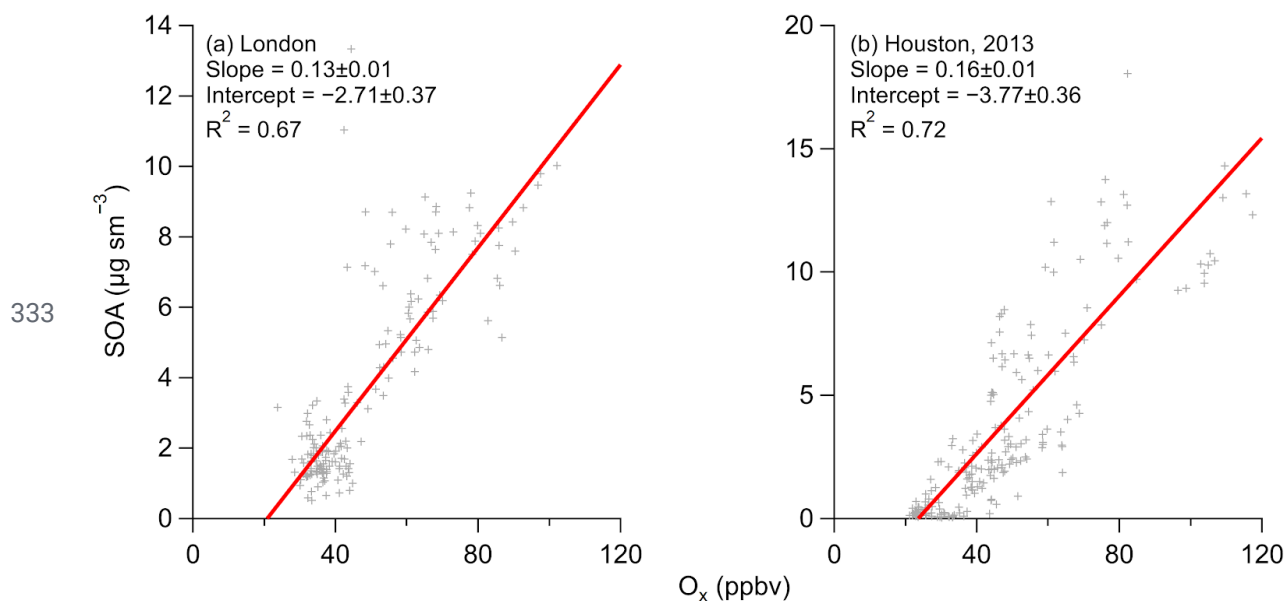 333
SOA (µg sm⁻³)
14
12
10
8
6
4
2
0
0
40
80
120
(a) London
Slope = 0.13±0.01
Intercept = −2.71±0.37
R² = 0.67
20
15
10
5
0
0
40
80
120
(b) Houston, 2013
Slope = 0.16±0.01
Intercept = −3.77±0.36
R² = 0.72
Oₓ (ppbv)